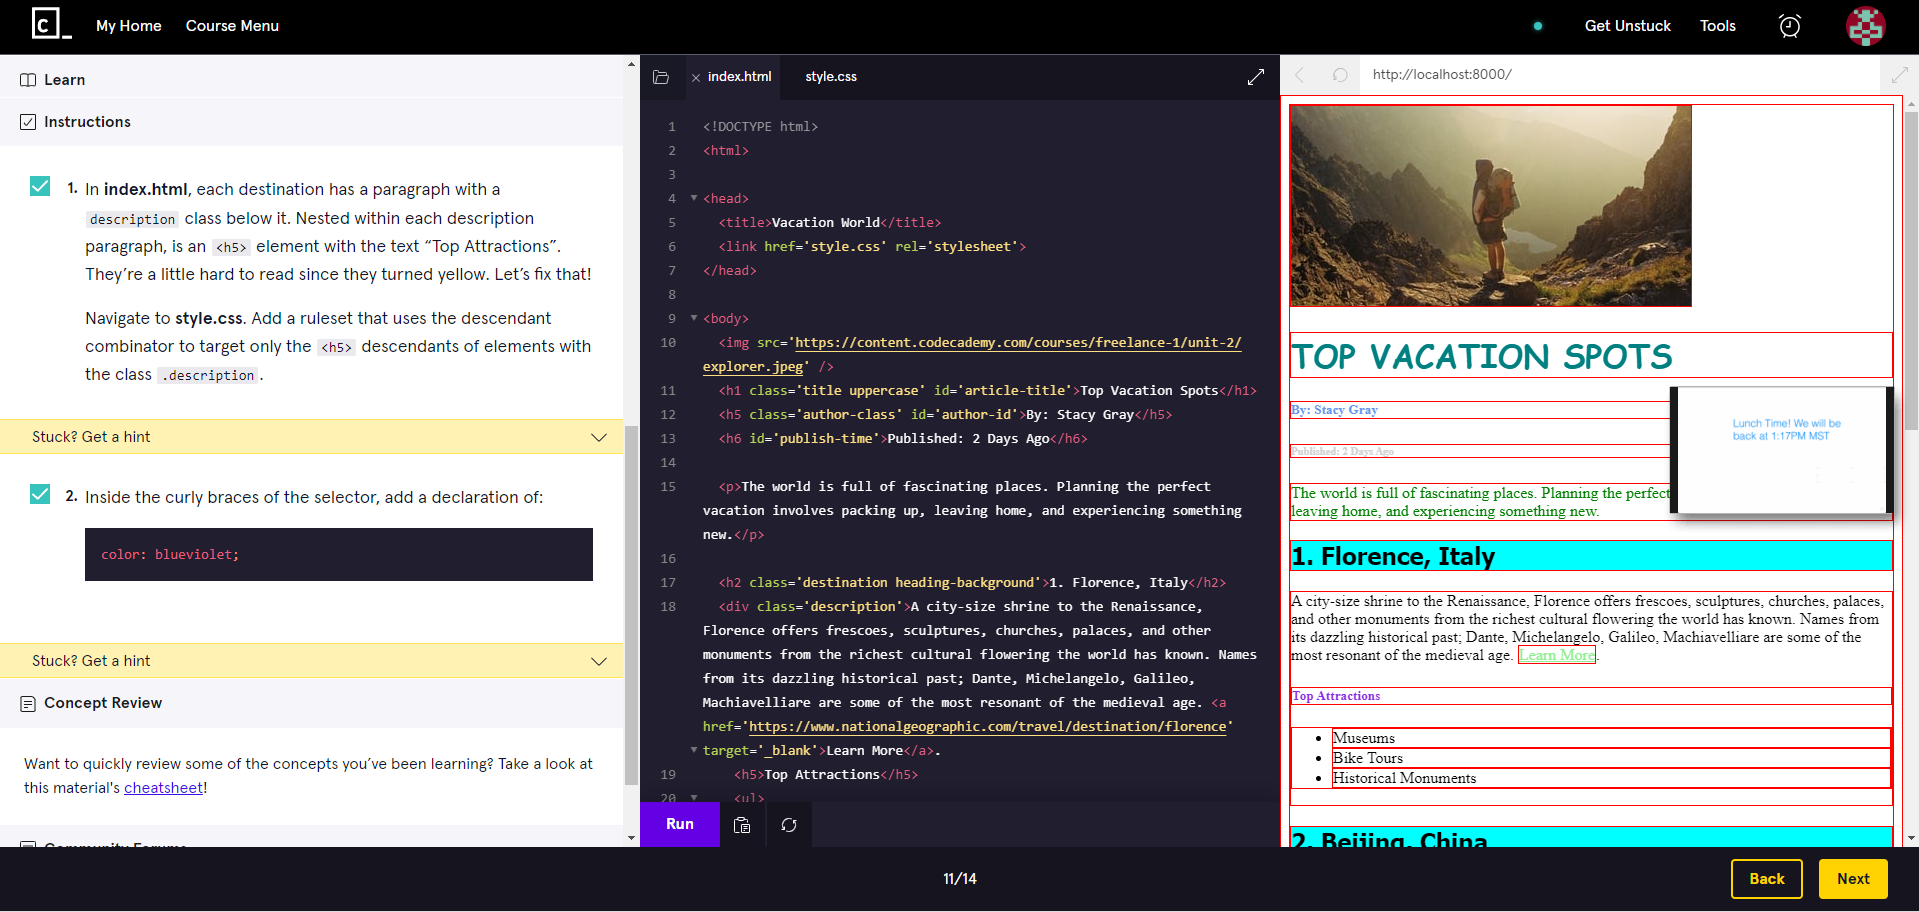 C_
My Home
Course Menu
Get Unstuck
Tools
Learn
Instructions
1. In index.html, each destination has a paragraph with a
description class below it. Nested within each description
paragraph, is an <h5> element with the text “Top Attractions”.
They’re a little hard to read since they turned yellow. Let’s fix that!
Navigate to style.css. Add a ruleset that uses the descendant
combinator to target only the <h5> descendants of elements with
the class .description.
Stuck? Get a hint
2. Inside the curly braces of the selector, add a declaration of:
color: blueviolet;
Stuck? Get a hint
Concept Review
Want to quickly review some of the concepts you’ve been learning? Take a look at
this material's cheatsheet!
Community Forums
index.html
style.css
1 <!DOCTYPE html>
2 <html>
3
4 <head>
5 <title>Vacation World</title>
6 <link href='style.css' rel='stylesheet'>
7 </head>
8
9 <body>
10 <img src='https://content.codecademy.com/courses/freelance-1/unit-2/
explorer.jpeg' />
11 <h1 class='title uppercase' id='article-title'>Top Vacation Spots</h1>
12 <h5 class='author-class' id='author-id'>By: Stacy Gray</h5>
13 <h6 id='publish-time'>Published: 2 Days Ago</h6>
14
15 <p>The world is full of fascinating places. Planning the perfect
vacation involves packing up, leaving home, and experiencing something
new.</p>
16
17 <h2 class='destination heading-background'>1. Florence, Italy</h2>
18 <div class='description'>A city-size shrine to the Renaissance,
Florence offers frescoes, sculptures, churches, palaces, and other
monuments from the richest cultural flowering the world has known. Names
from its dazzling historical past; Dante, Michelangelo, Galileo,
Machiavelliare are some of the most resonant of the medieval age. <a
href='https://www.nationalgeographic.com/travel/destination/florence'
target='_blank'>Learn More</a>.
19 <h5>Top Attractions</h5>
20 <ul>
Run
http://localhost:8000/
TOP VACATION SPOTS
By: Stacy Gray
Published: 2 Days Ago
Lunch Time! We will be
back at 1:17PM MST
The world is full of fascinating places. Planning the perfect
leaving home, and experiencing something new.
1. Florence, Italy
A city-size shrine to the Renaissance, Florence offers frescoes, sculptures, churches, palaces,
and other monuments from the richest cultural flowering the world has known. Names from
its dazzling historical past; Dante, Michelangelo, Galileo, Machiavelliare are some of the
most resonant of the medieval age. Learn More.
Top Attractions
• Museums
• Bike Tours
• Historical Monuments
2. Beijing, China
11/14
Back
Next